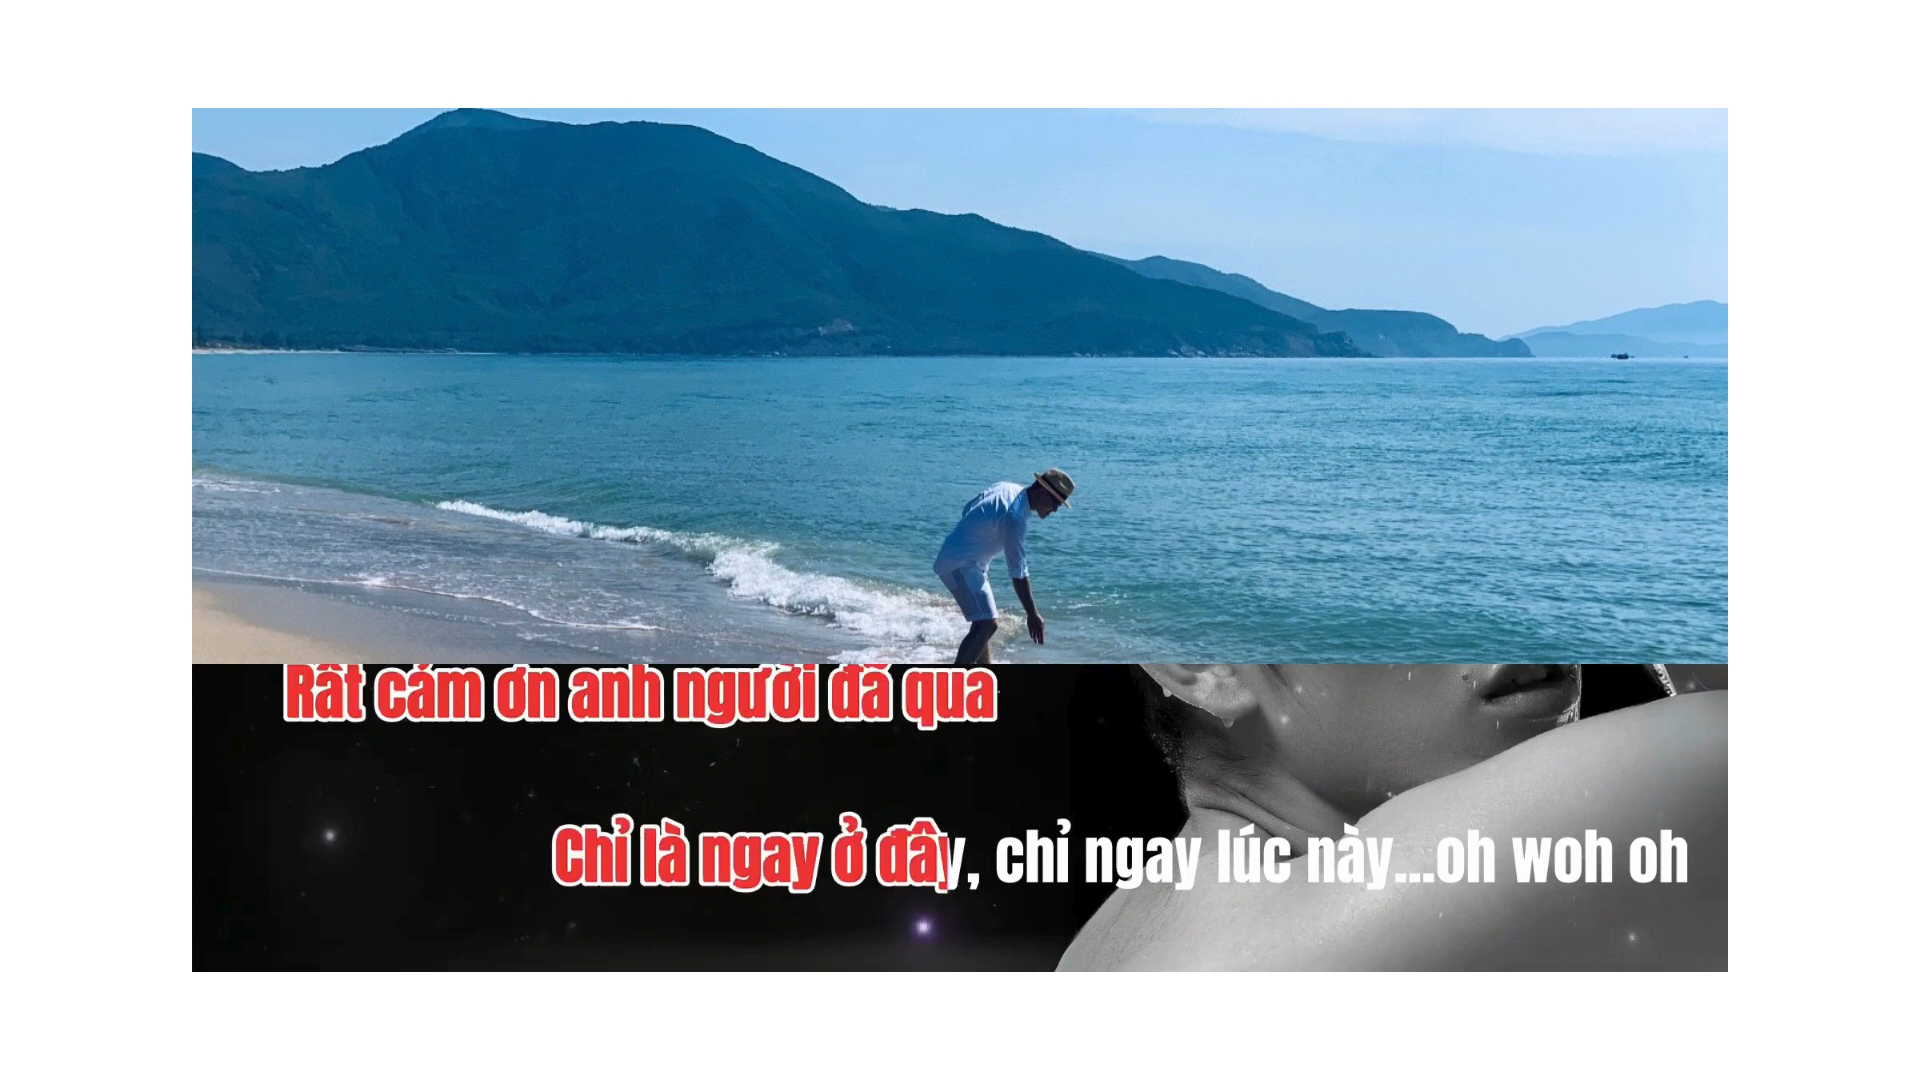 Rất cảm ơn anh người đã qua
Chỉ là ngay ở đây, chỉ ngay lúc này...oh woh oh